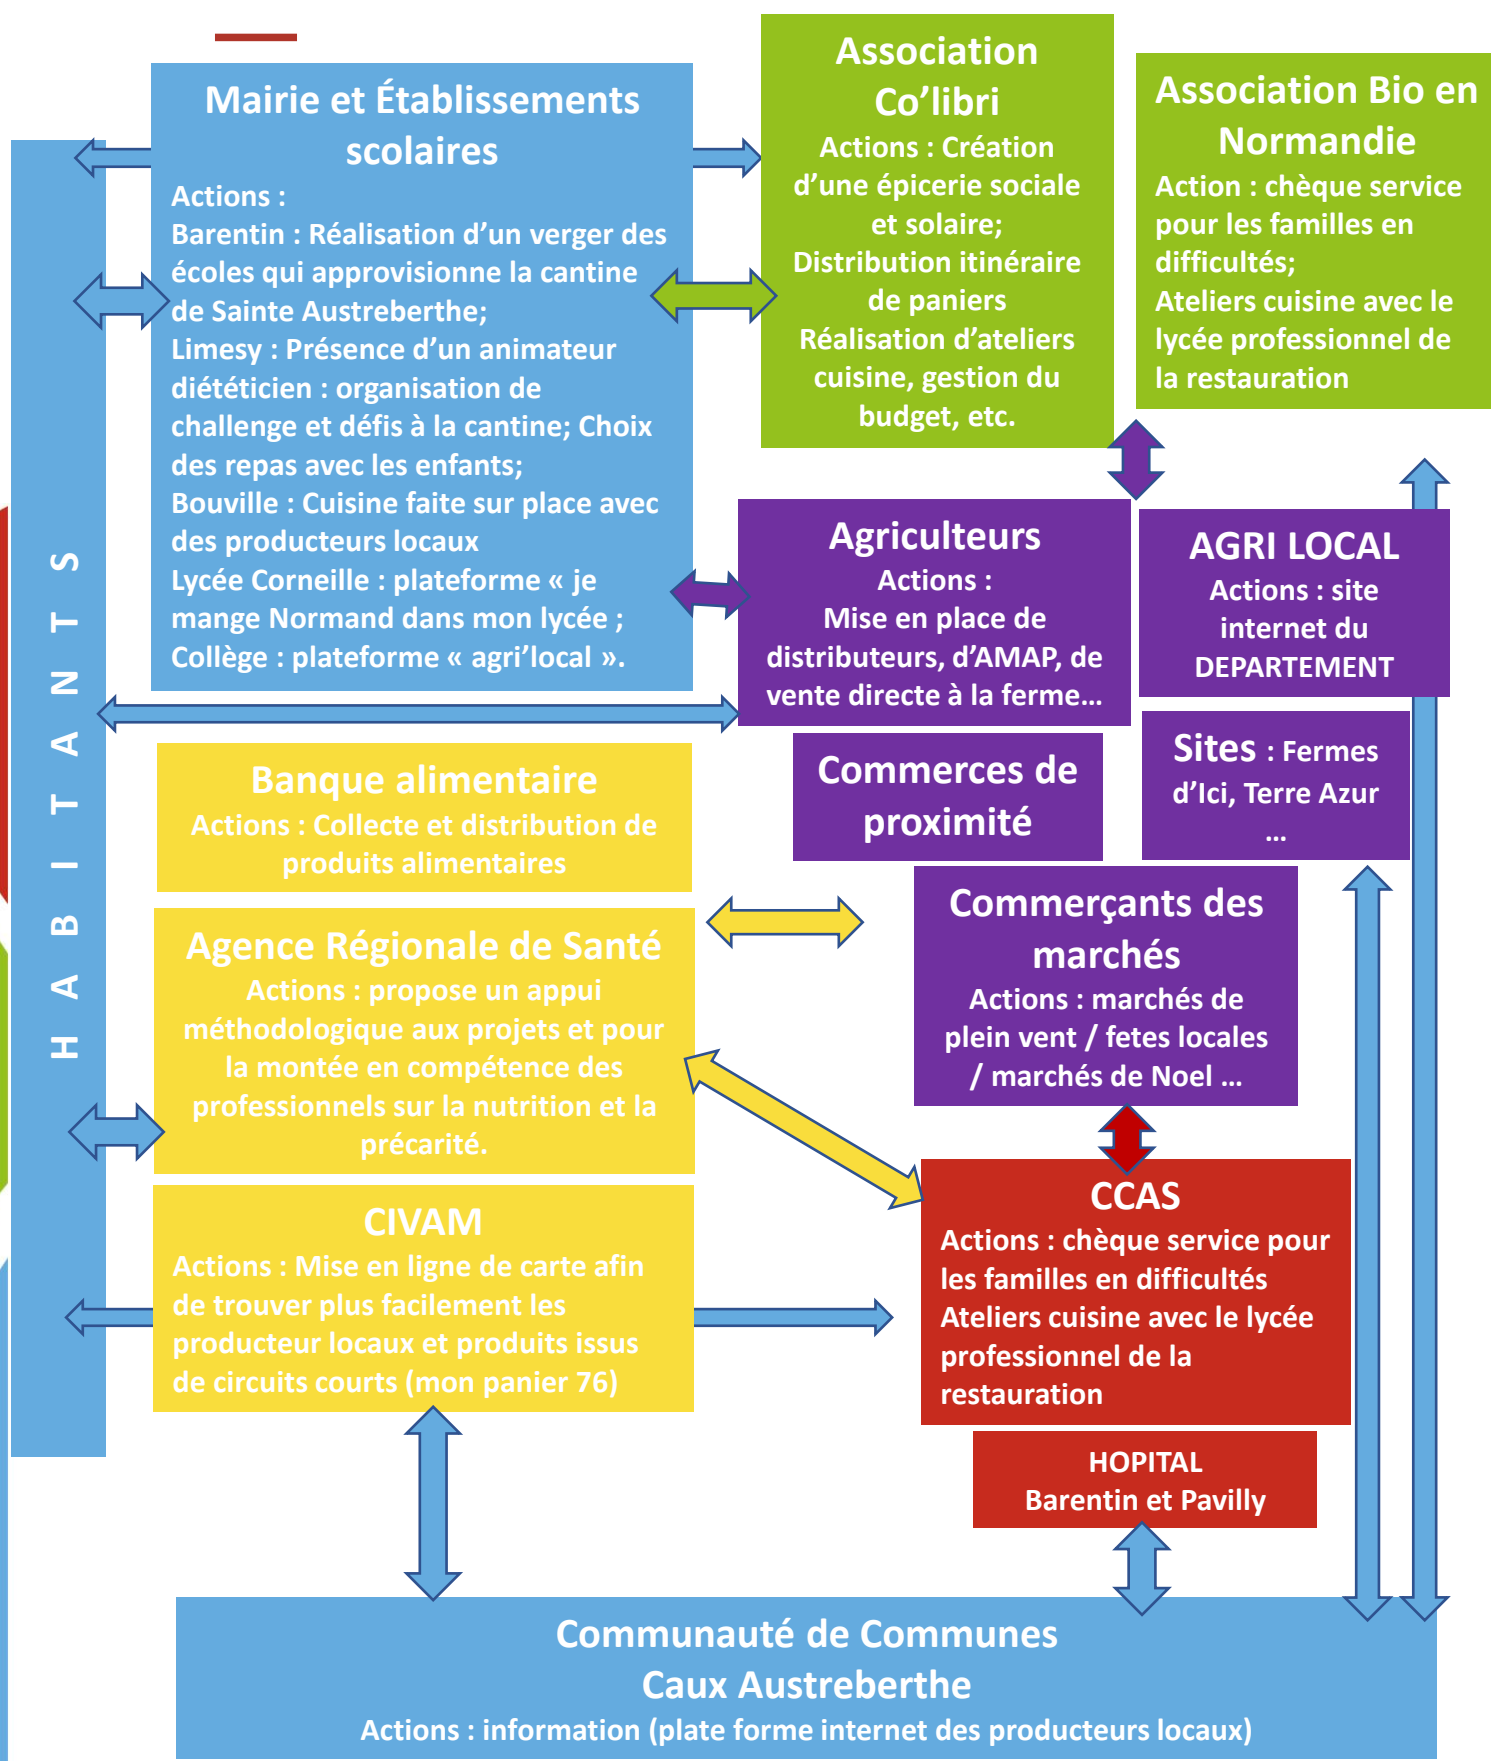 HABITANTS
Mairie et Établissements
scolaires
Actions :
Barentin : Réalisation d’un verger des
écoles qui approvisionne la cantine
de Sainte Austreberthe;
Limesy : Présence d’un animateur
diététicien : organisation de
challenge et défis à la cantine; Choix
des repas avec les enfants;
Bouville : Cuisine faite sur place avec
des producteurs locaux
Lycée Corneille : plateforme « je
mange Normand dans mon lycée ;
Collège : plateforme « agri’local ».
Association
Co’libri
Actions : Création
d’une épicerie sociale
et solaire;
Distribution itinéraire
de paniers
Réalisation d’ateliers
cuisine, gestion du
budget, etc.
Association Bio en
Normandie
Action : chèque service
pour les familles en
difficultés;
Ateliers cuisine avec le
lycée professionnel de
la restauration
Agriculteurs
Actions :
Mise en place de
distributeurs, d’AMAP, de
vente directe à la ferme…
AGRI LOCAL
Actions : site
internet du
DEPARTEMENT
Banque alimentaire
Actions : Collecte et distribution de
produits alimentaires
Commerces de
proximité
Sites : Fermes
d’Ici, Terre Azur
…
Agence Régionale de Santé
Actions : propose un appui
méthodologique aux projets et pour
la montée en compétence des
professionnels sur la nutrition et la
précarité.
Commerçants des
marchés
Actions : marchés de
plein vent / fetes locales
/ marchés de Noel …
CIVAM
Actions : Mise en ligne de carte afin
de trouver plus facilement les
producteur locaux et produits issus
de circuits courts (mon panier 76)
CCAS
Actions : chèque service pour
les familles en difficultés
Ateliers cuisine avec le lycée
professionnel de la
restauration
HOPITAL
Barentin et Pavilly
Communauté de Communes
Caux Austreberthe
Actions : information (plate forme internet des producteurs locaux)